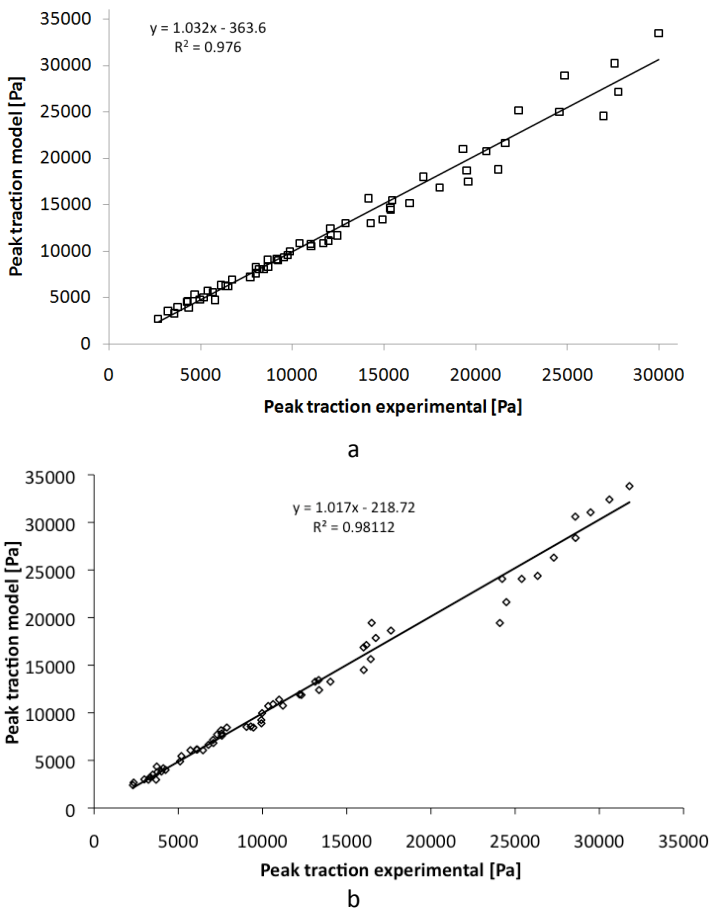 35000
y = 1.032x - 363.6
R² = 0.976
30000
25000
20000
15000
10000
5000
0
Peak traction model [Pa]
0 5000 10000 15000 20000 25000 30000
Peak traction experimental [Pa]
a
35000
y = 1.017x - 218.72
R² = 0.98112
30000
25000
20000
15000
10000
5000
0
Peak traction model [Pa]
0 5000 10000 15000 20000 25000 30000 35000
Peak traction experimental [Pa]
b